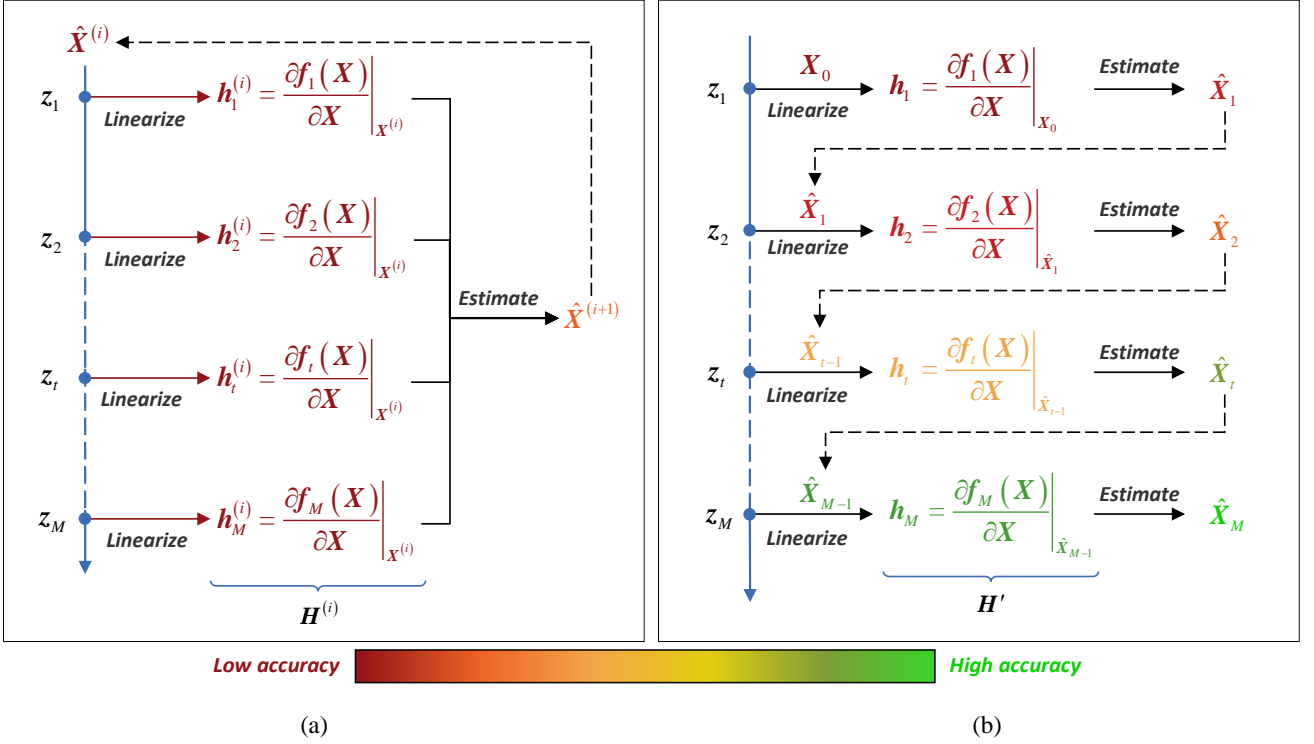 X̂^(i)
z_1 Linearize h_1^(i) = ∂f_1(X)/∂X |_X^(i)
z_2 Linearize h_2^(i) = ∂f_2(X)/∂X |_X^(i)
Estimate X̂^(i+1)
z_t Linearize h_t^(i) = ∂f_t(X)/∂X |_X^(i)
z_M Linearize h_M^(i) = ∂f_M(X)/∂X |_X^(i)
H^(i)
z_1 X_0 Linearize h_1 = ∂f_1(X)/∂X |_X_0 Estimate X̂_1
z_2 X̂_1 Linearize h_2 = ∂f_2(X)/∂X |_X̂_1 Estimate X̂_2
z_t X̂_t−1 Linearize h_t = ∂f_t(X)/∂X |_X̂_t−1 Estimate X̂_t
z_M X̂_M−1 Linearize h_M = ∂f_M(X)/∂X |_X̂_M−1 Estimate X̂_M
H′
Low accuracy High accuracy
(a) (b)